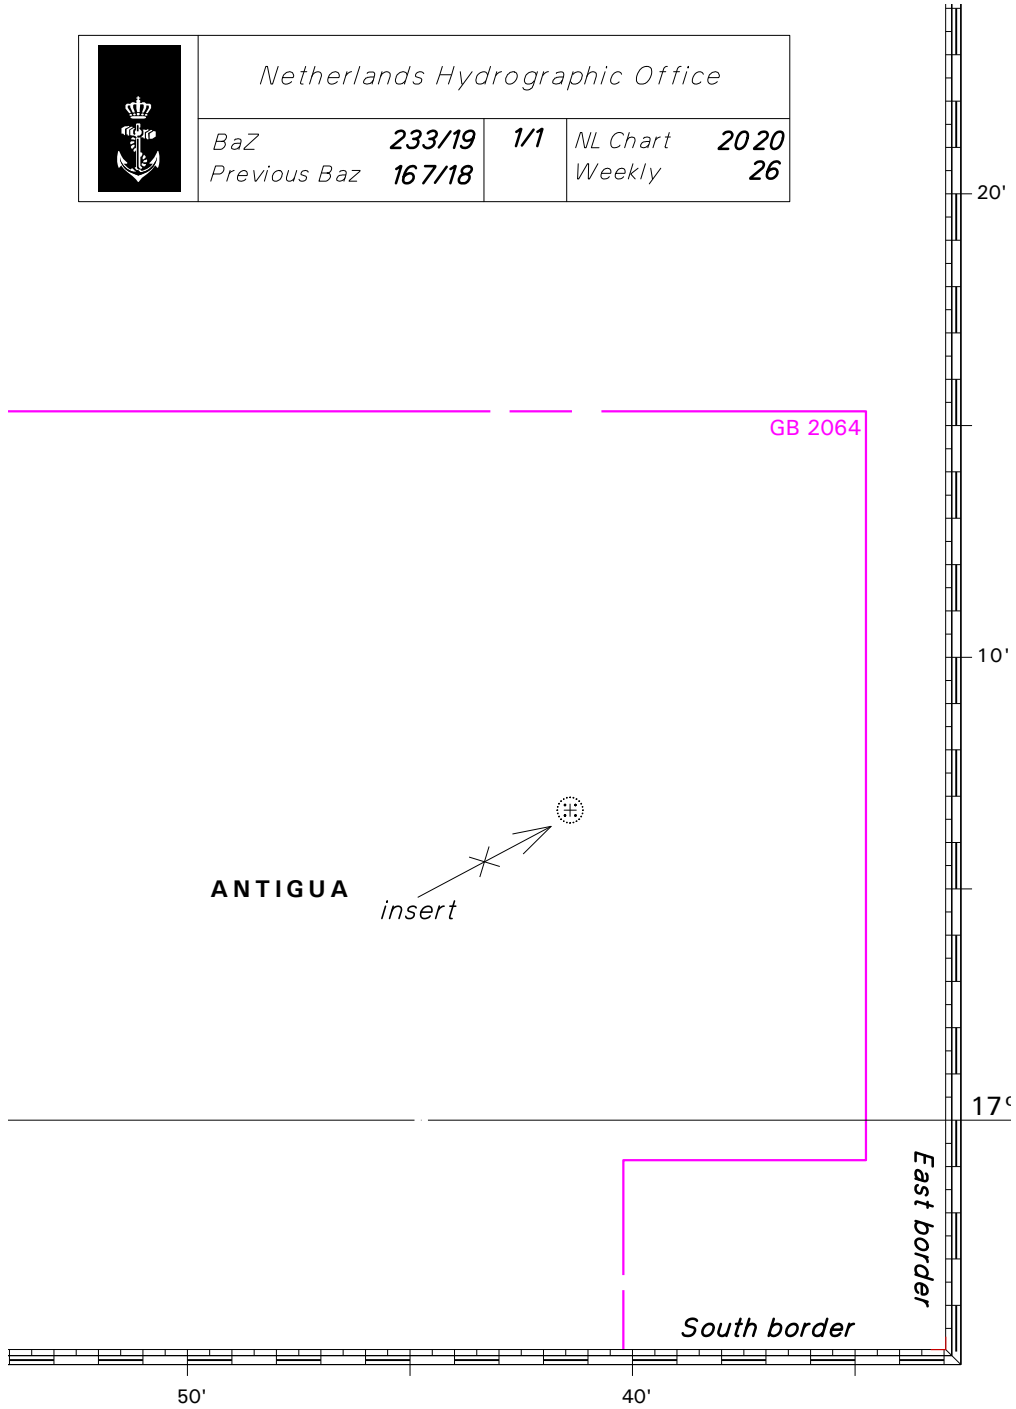 Netherlands Hydrographic Office
BaZ 233/19 1/1 NL Chart 2020
Previous Baz 167/18 Weekly 26
20'
GB 2064
10'
ANTIGUA
insert
17°
East border
South border
50' 40'